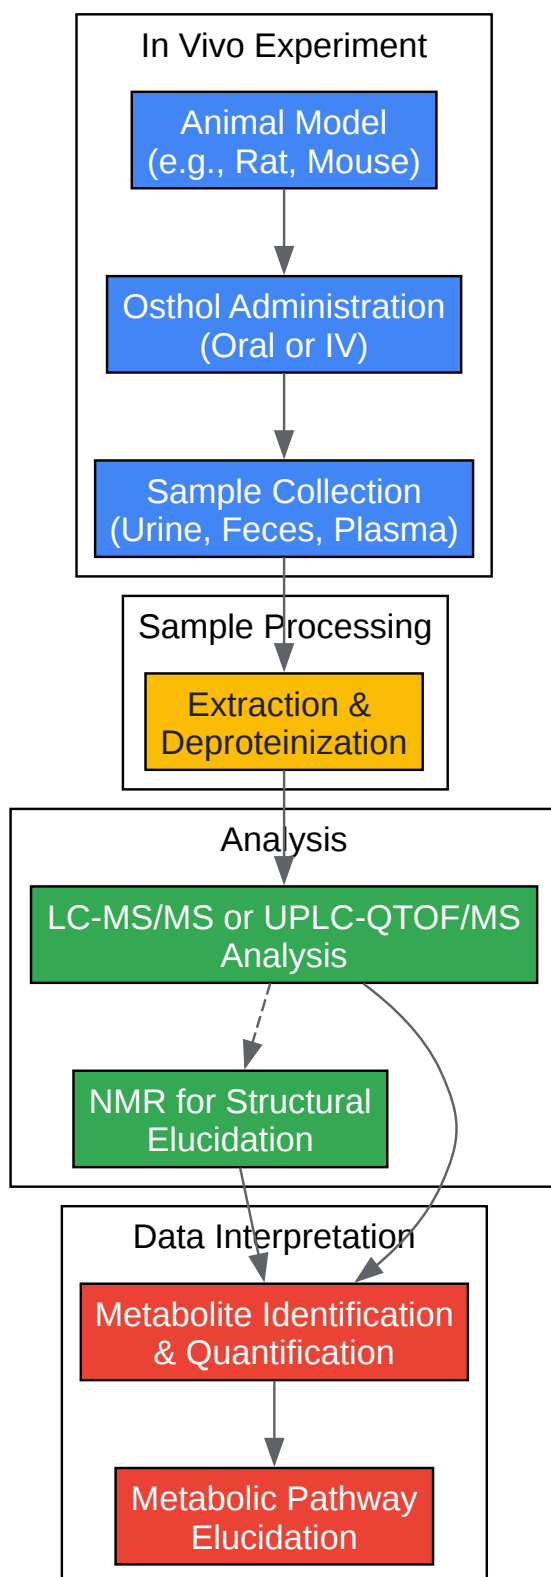 In Vivo Experiment
Animal Model
(e.g., Rat, Mouse)
Osthol Administration
(Oral or IV)
Sample Collection
(Urine, Feces, Plasma)
Sample Processing
Extraction &
Deproteinization
Analysis
LC-MS/MS or UPLC-QTOF/MS
Analysis
NMR for Structural
Elucidation
Data Interpretation
Metabolite Identification
& Quantification
Metabolic Pathway
Elucidation